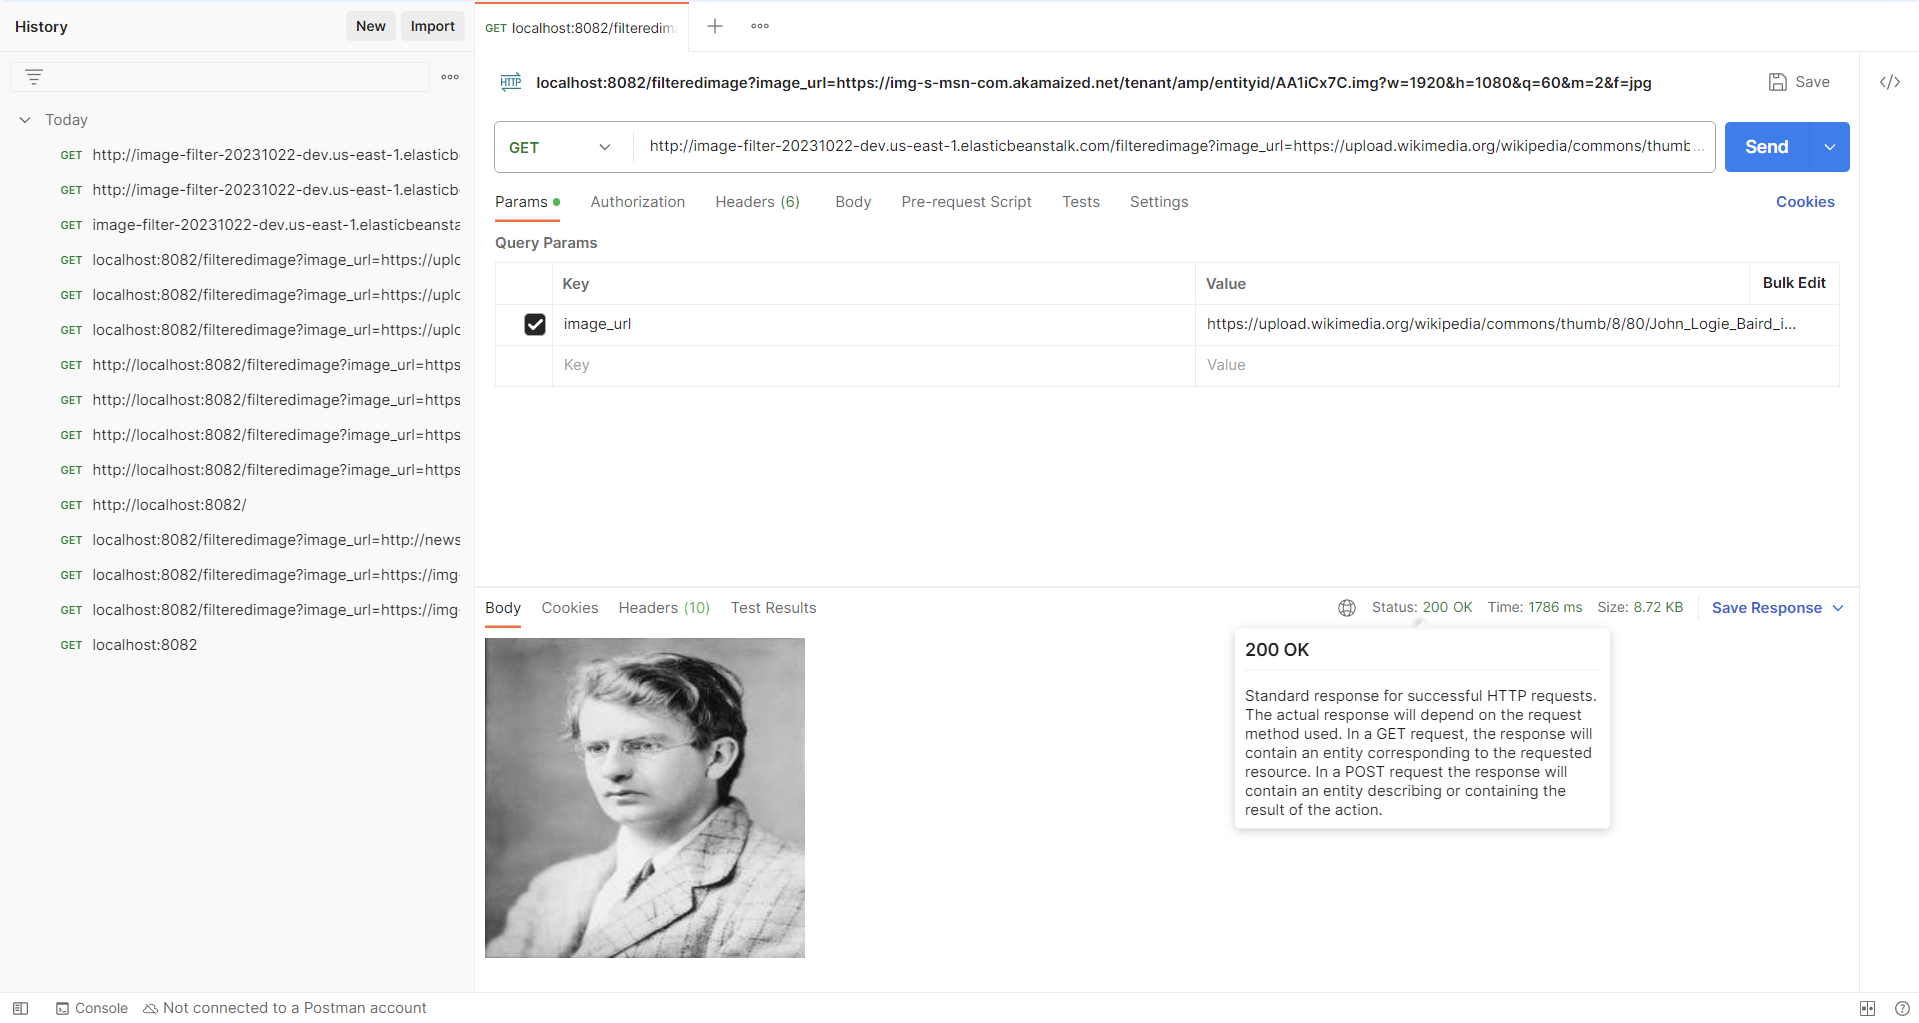 History
New
Import
GET localhost:8082/filteredim
Today
GET http://image-filter-20231022-dev.us-east-1.elasticb
GET http://image-filter-20231022-dev.us-east-1.elasticb
GET image-filter-20231022-dev.us-east-1.elasticbeansta
GET localhost:8082/filteredimage?image_url=https://uplo
GET localhost:8082/filteredimage?image_url=https://uplo
GET localhost:8082/filteredimage?image_url=https://uplo
GET http://localhost:8082/filteredimage?image_url=https
GET http://localhost:8082/filteredimage?image_url=https
GET http://localhost:8082/filteredimage?image_url=https
GET http://localhost:8082/filteredimage?image_url=https
GET http://localhost:8082/
GET localhost:8082/filteredimage?image_url=http://news
GET localhost:8082/filteredimage?image_url=https://img-
GET localhost:8082/filteredimage?image_url=https://img-
GET localhost:8082
HTTP localhost:8082/filteredimage?image_url=https://img-s-msn-com.akamaized.net/tenant/amp/entityid/AA1iCx7C.img?w=1920&h=1080&q=60&m=2&f=jpg
Save
</>
GET http://image-filter-20231022-dev.us-east-1.elasticbeanstalk.com/filteredimage?image_url=https://upload.wikimedia.org/wikipedia/commons/thumb...
Send
Params Authorization Headers (6) Body Pre-request Script Tests Settings Cookies
Query Params
Key Value Bulk Edit
image_url https://upload.wikimedia.org/wikipedia/commons/thumb/8/80/John_Logie_Baird_i...
Key Value
Body Cookies Headers (10) Test Results
Status: 200 OK Time: 1786 ms Size: 8.72 KB Save Response
200 OK
Standard response for successful HTTP requests.
The actual response will depend on the request
method used. In a GET request, the response will
contain an entity corresponding to the requested
resource. In a POST request the response will
contain an entity describing or containing the
result of the action.
Console Not connected to a Postman account